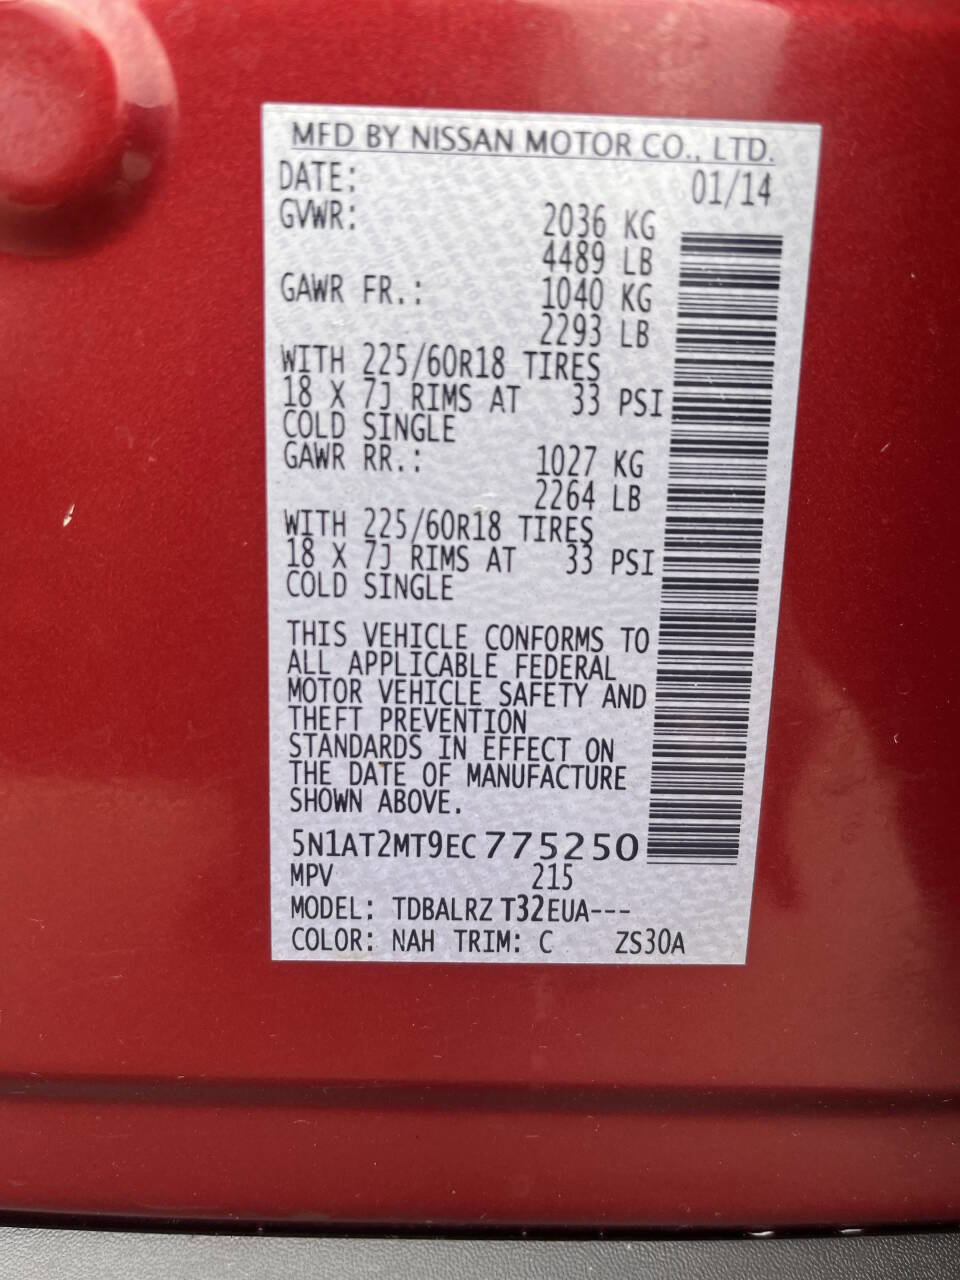 MFD BY NISSAN MOTOR CO., LTD.
DATE: 01/14
GVWR: 2036 KG
4489 LB
GAWR FR.: 1040 KG
2293 LB
WITH 225/60R18 TIRES
18 X 7J RIMS AT 33 PSI
COLD SINGLE
GAWR RR.: 1027 KG
2264 LB
WITH 225/60R18 TIRES
18 X 7J RIMS AT 33 PSI
COLD SINGLE
THIS VEHICLE CONFORMS TO
ALL APPLICABLE FEDERAL
MOTOR VEHICLE SAFETY AND
THEFT PREVENTION
STANDARDS IN EFFECT ON
THE DATE OF MANUFACTURE
SHOWN ABOVE.
5N1AT2MT9EC775250
MPV 215
MODEL: TDBALRZ T32EUA---
COLOR: NAH TRIM: C ZS30A